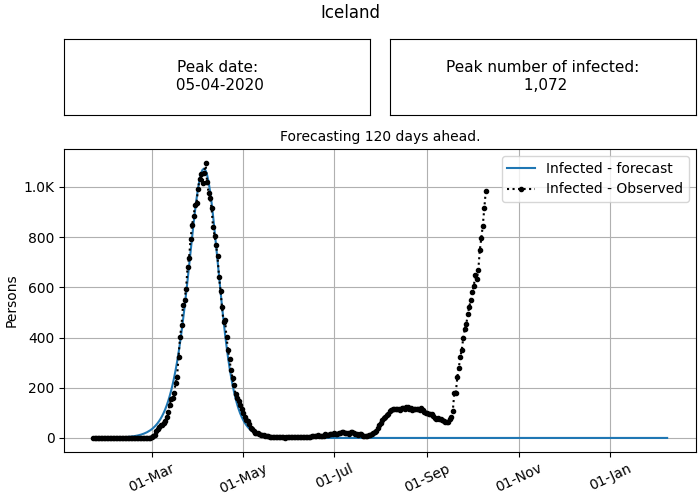 Iceland
Peak date:
05-04-2020
Peak number of infected:
1,072
Forecasting 120 days ahead.
Infected - forecast
Infected - Observed
Persons
1.0K
800
600
400
200
0
01-Mar
01-May
01-Jul
01-Sep
01-Nov
01-Jan